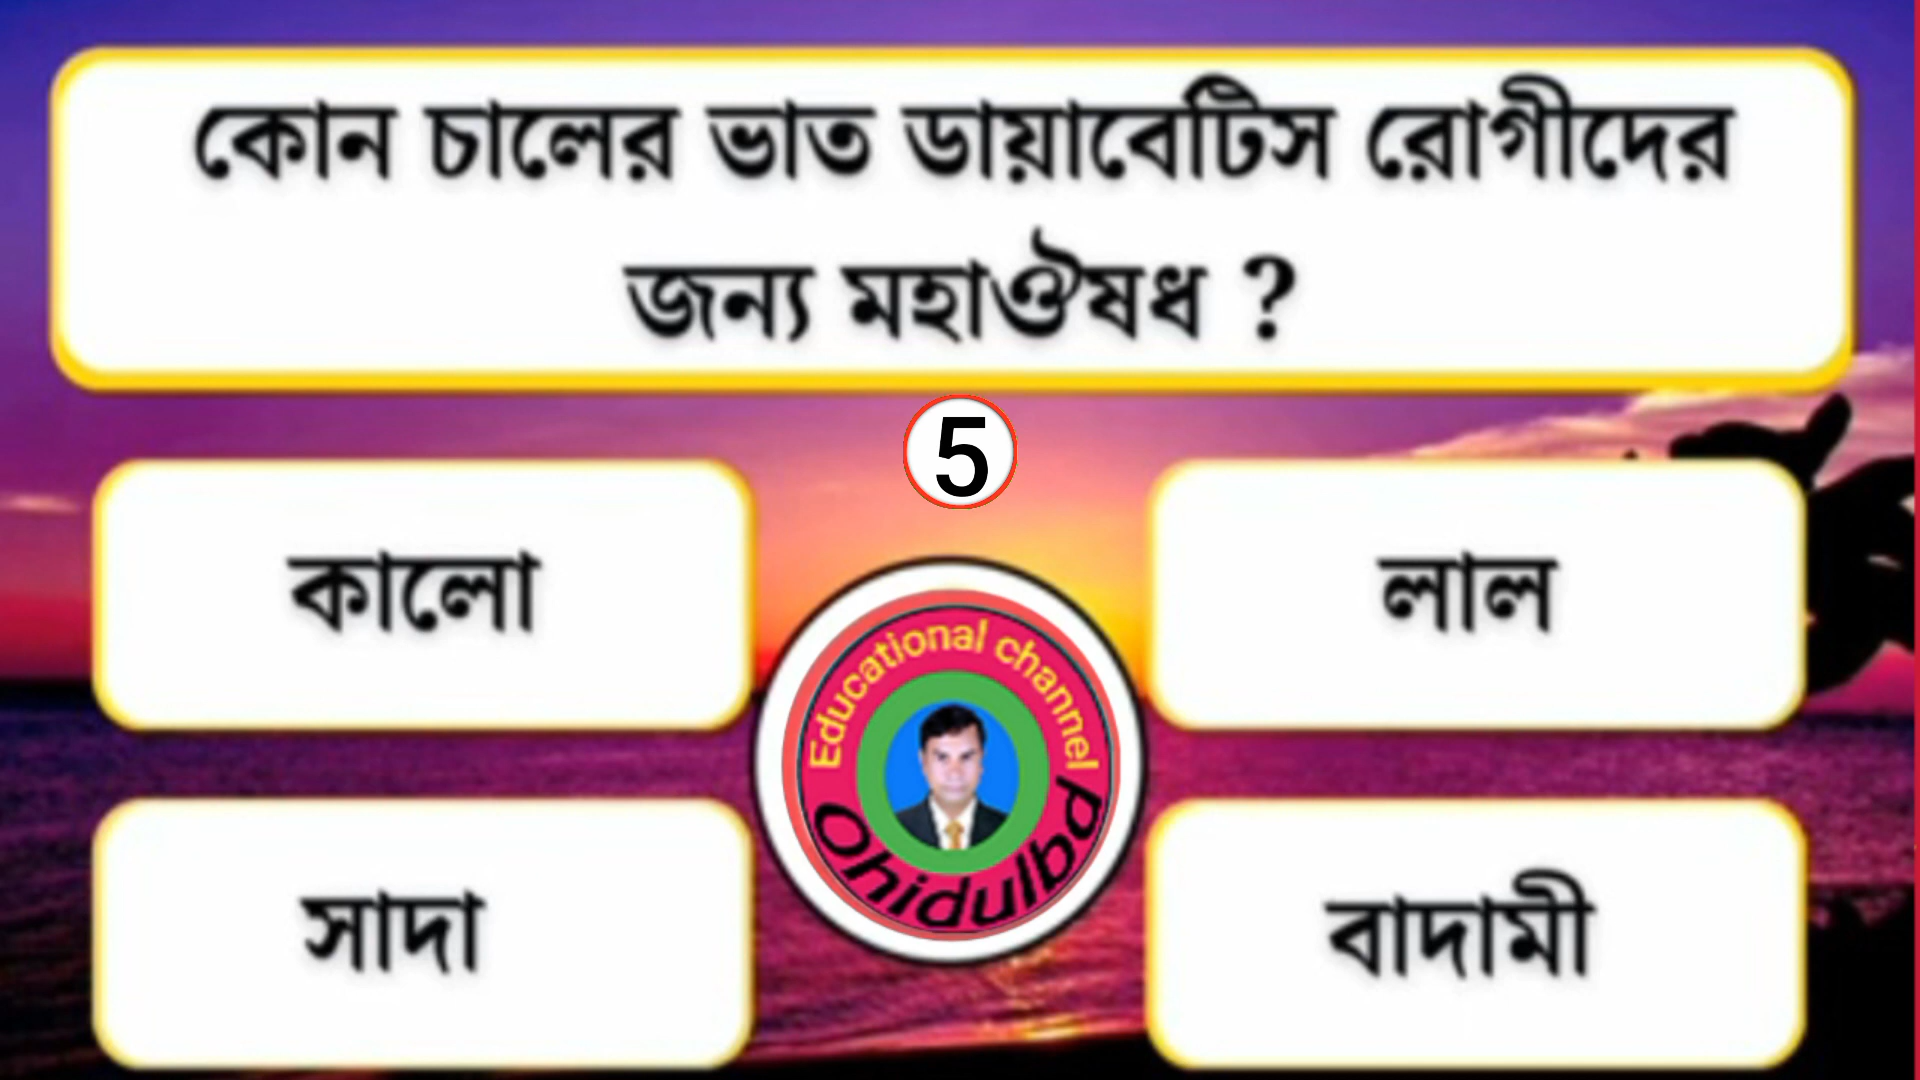 কোন চালের ভাত ডায়াবেটিস রোগীদের
জন্য মহাঔষধ ?
5
কালো
লাল
Educational channel
Ohidulbd
সাদা
বাদামী